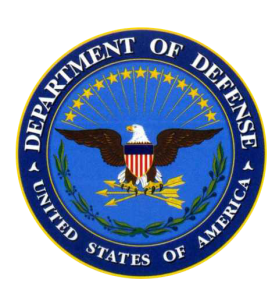 DEPARTMENT OF DEFENSE
UNITED STATES OF AMERICA